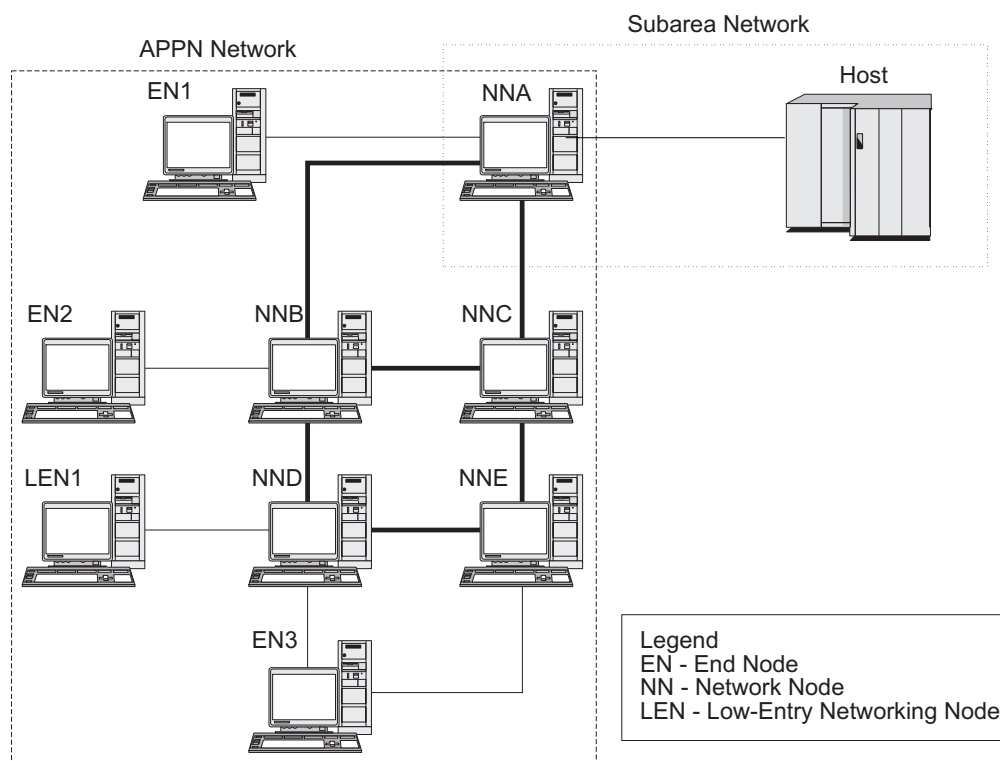 Subarea Network
APPN Network
Host
EN1
NNA
EN2
NNB
NNC
LEN1
NND
NNE
EN3
Legend
EN - End Node
NN - Network Node
LEN - Low-Entry Networking Node